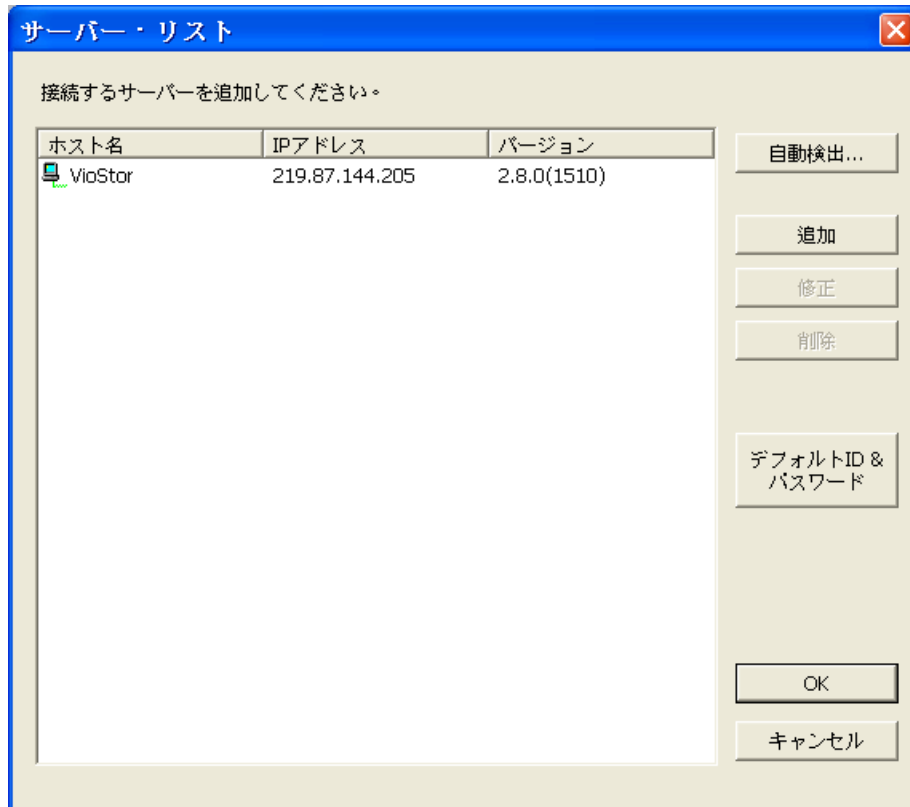 サーバー・リスト
接続するサーバーを追加してください。
ホスト名 IPアドレス バージョン
VioStor 219.87.144.205 2.8.0(1510)
自動検出...
追加
修正
削除
デフォルトID &
パスワード
OK
キャンセル